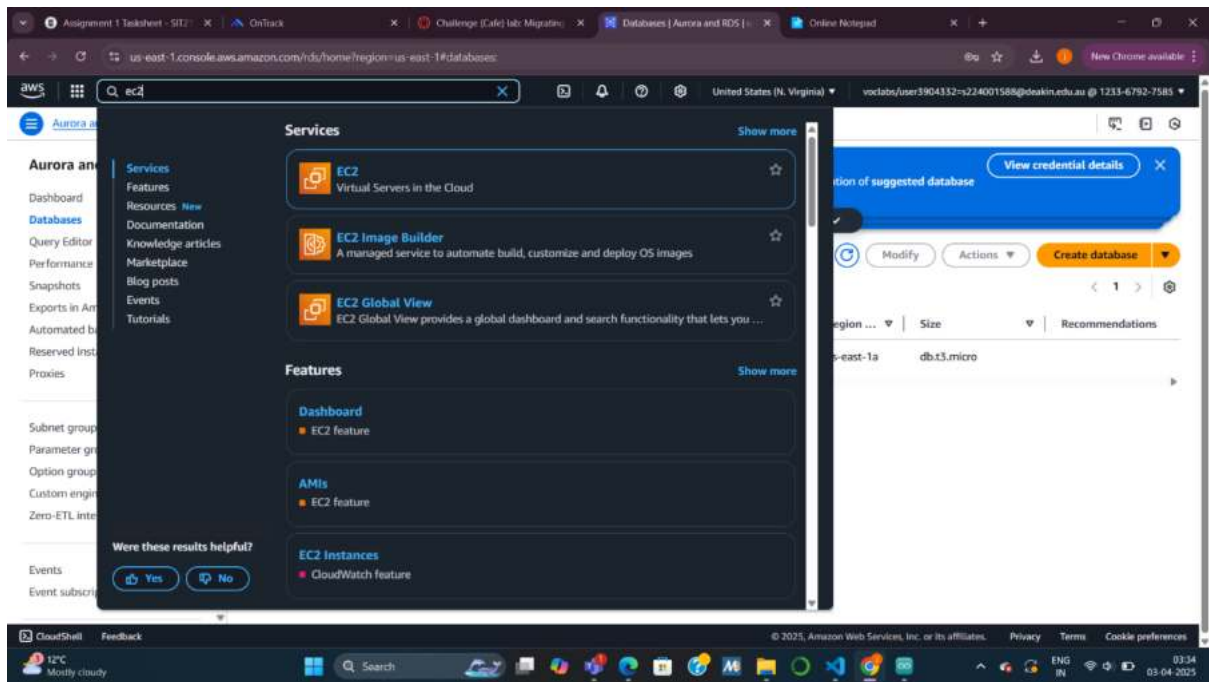 Assignment 1 Tasksheet - SIT2
OnTrack
Challenge (Cafe) lab: Migrating
Databases | Aurora and RDS |
Online Notepad
us-east-1.console.aws.amazon.com/rds/home?region=us-east-1#databases:
New Chrome available
aws
ec2
United States (N. Virginia)
voclabs/user3904332=s224001588@deakin.edu.au @ 1233-6792-7585
Aurora a
Aurora an
Dashboard
Databases
Query Editor
Performance
Snapshots
Exports in Am
Automated b
Reserved inst
Proxies
Subnet group
Parameter gr
Option group
Custom engin
Zero-ETL inte
Events
Event subscri
Services
Features
Resources New
Documentation
Knowledge articles
Marketplace
Blog posts
Events
Tutorials
Were these results helpful?
Yes
No
Services
Show more
EC2
Virtual Servers in the Cloud
EC2 Image Builder
A managed service to automate build, customize and deploy OS images
EC2 Global View
EC2 Global View provides a global dashboard and search functionality that lets you ...
Features
Show more
Dashboard
EC2 feature
AMIs
EC2 feature
EC2 Instances
CloudWatch feature
View credential details
tion of suggested database
Modify
Actions
Create database
1
egion ...
Size
Recommendations
s-east-1a
db.t3.micro
CloudShell
Feedback
© 2025, Amazon Web Services, Inc. or its affiliates.
Privacy
Terms
Cookie preferences
12°C
Mostly cloudy
Search
ENG
IN
03:34
03-04-2025